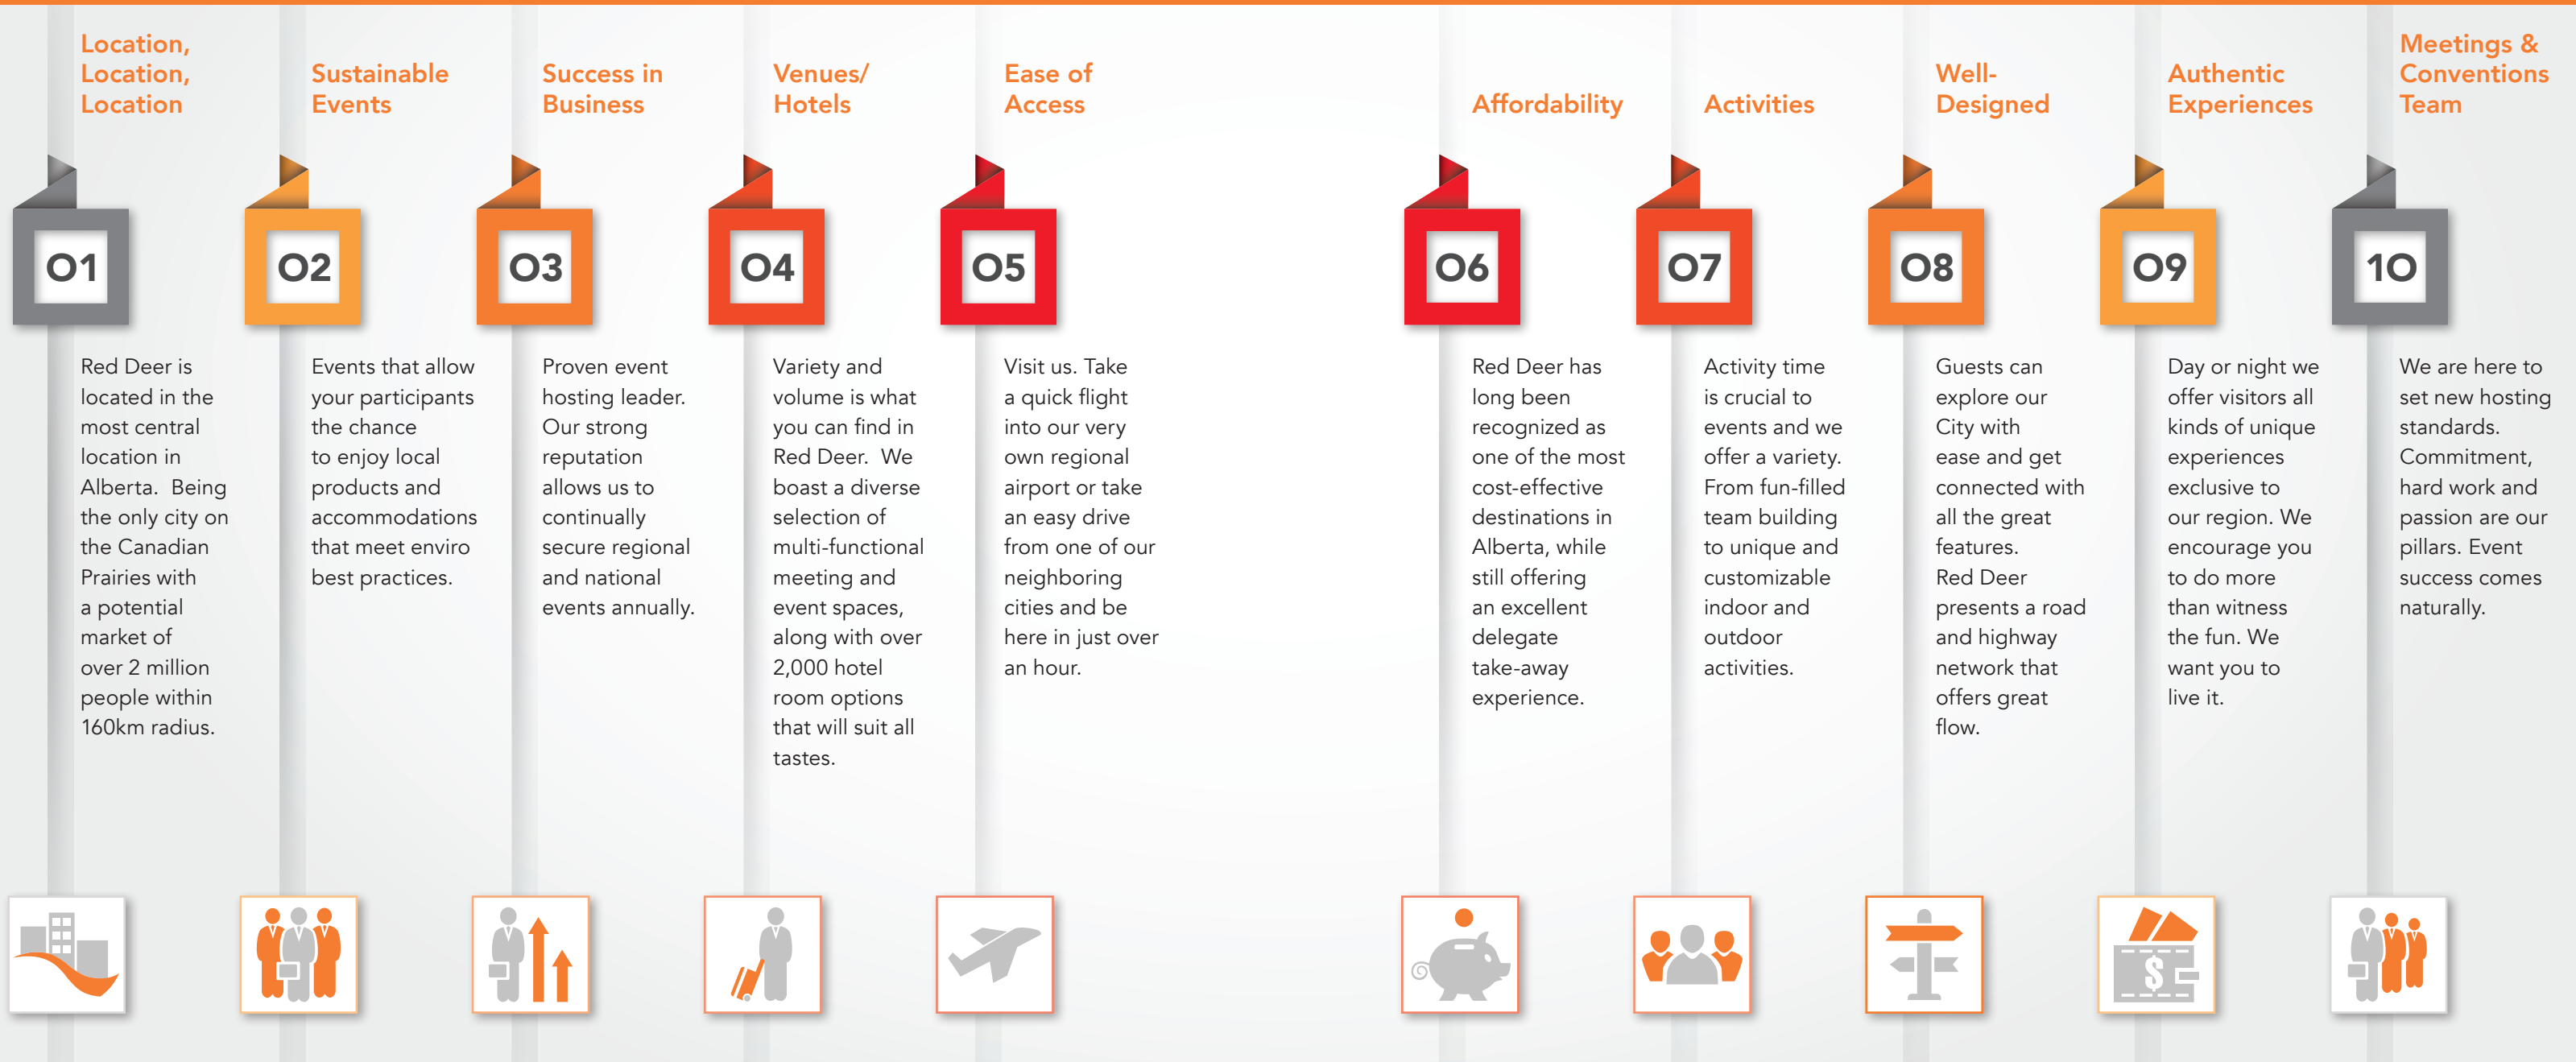 Location,
Location,
Location
01
Red Deer is
located in the
most central
location in
Alberta.  Being
the only city on
the Canadian
Prairies with
a potential
market of
over 2 million
people within
160km radius.
Sustainable
Events
02
Events that allow
your participants
the chance
to enjoy local
products and
accommodations
that meet enviro
best practices.
Success in
Business
03
Proven event
hosting leader.
Our strong
reputation
allows us to
continually
secure regional
and national
events annually.
Venues/
Hotels
04
Variety and
volume is what
you can find in
Red Deer.  We
boast a diverse
selection of
multi-functional
meeting and
event spaces,
along with over
2,000 hotel
room options
that will suit all
tastes.
Ease of
Access
05
Visit us. Take
a quick flight
into our very
own regional
airport or take
an easy drive
from one of our
neighboring
cities and be
here in just over
an hour.
Affordability
06
Red Deer has
long been
recognized as
one of the most
cost-effective
destinations in
Alberta, while
still offering
an excellent
delegate
take-away
experience.
Activities
07
Activity time
is crucial to
events and we
offer a variety.
From fun-filled
team building
to unique and
customizable
indoor and
outdoor
activities.
Well-
Designed
08
Guests can
explore our
City with
ease and get
connected with
all the great
features.
Red Deer
presents a road
and highway
network that
offers great
flow.
Authentic
Experiences
09
Day or night we
offer visitors all
kinds of unique
experiences
exclusive to
our region. We
encourage you
to do more
than witness
the fun. We
want you to
live it.
$
Meetings &
Conventions
Team
10
We are here to
set new hosting
standards.
Commitment,
hard work and
passion are our
pillars. Event
success comes
naturally.